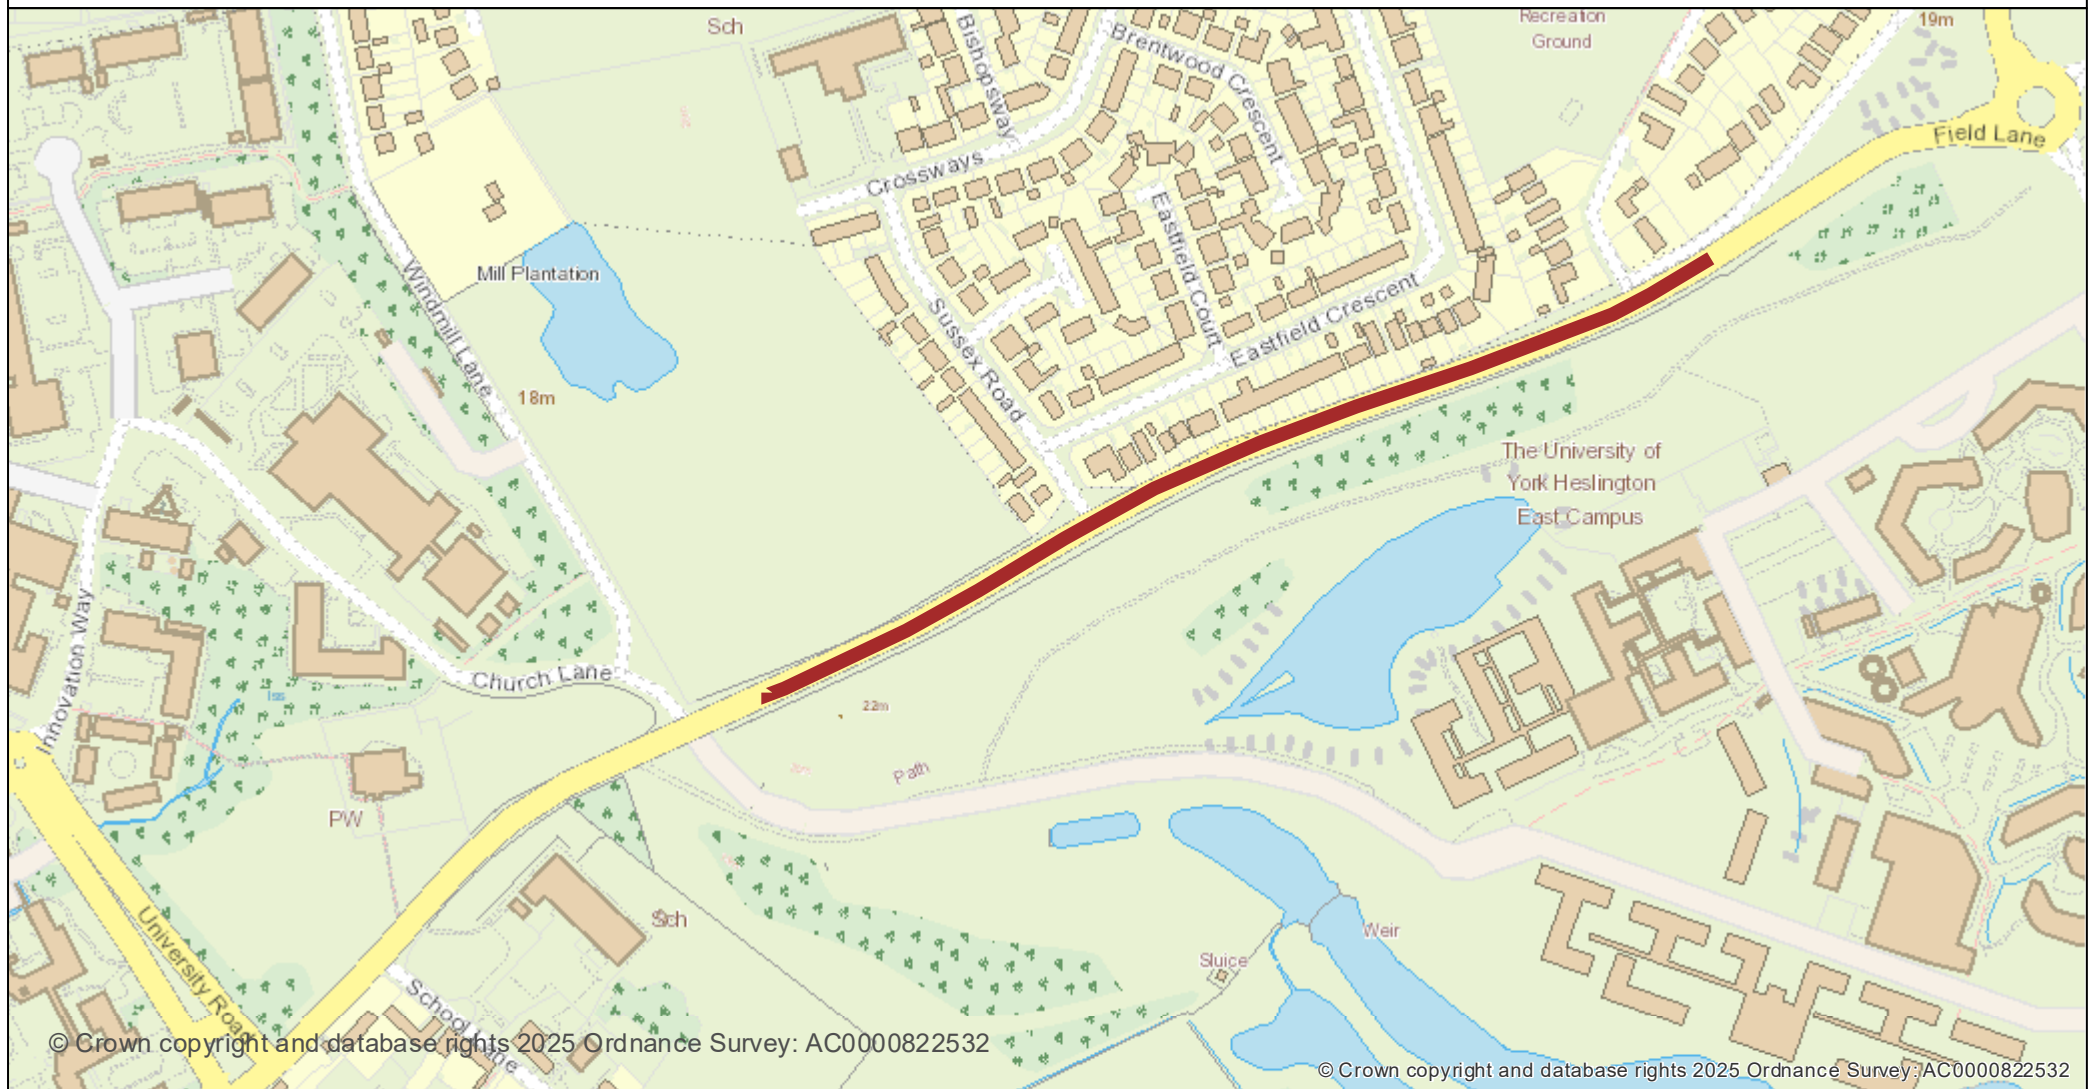 Sch
Bishopsway
Brentwood Crescent
Recreation
Ground
19m
Field Lane
Crossways
Eastfield Court
Mill Plantation
Windmill Lane
18m
Sussex Road
Eastfield Crescent
The University of
York Heslington
East Campus
Innovation Way
Church Lane
22m
Path
PW
Sch
Weir
Sluice
University Road
School Lane
© Crown copyright and database rights 2025 Ordnance Survey: AC0000822532
© Crown copyright and database rights 2025 Ordnance Survey: AC0000822532